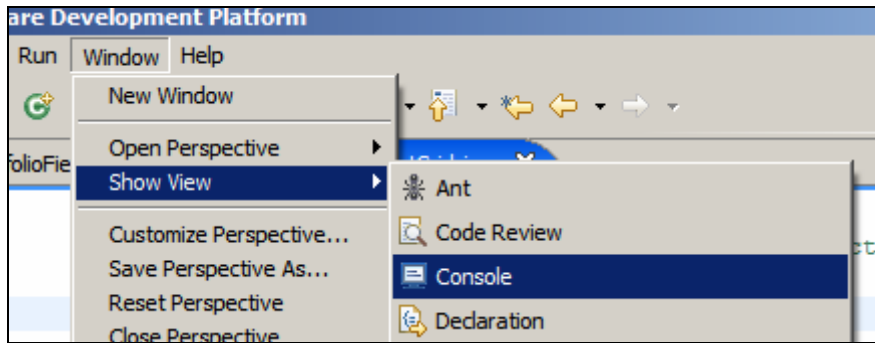 are Development Platform
Run Window Help
New Window
Open Perspective
folioFie
Show View
Ant
Customize Perspective...
Code Review
Save Perspective As...
Console
Reset Perspective
Declaration
Close Perspective